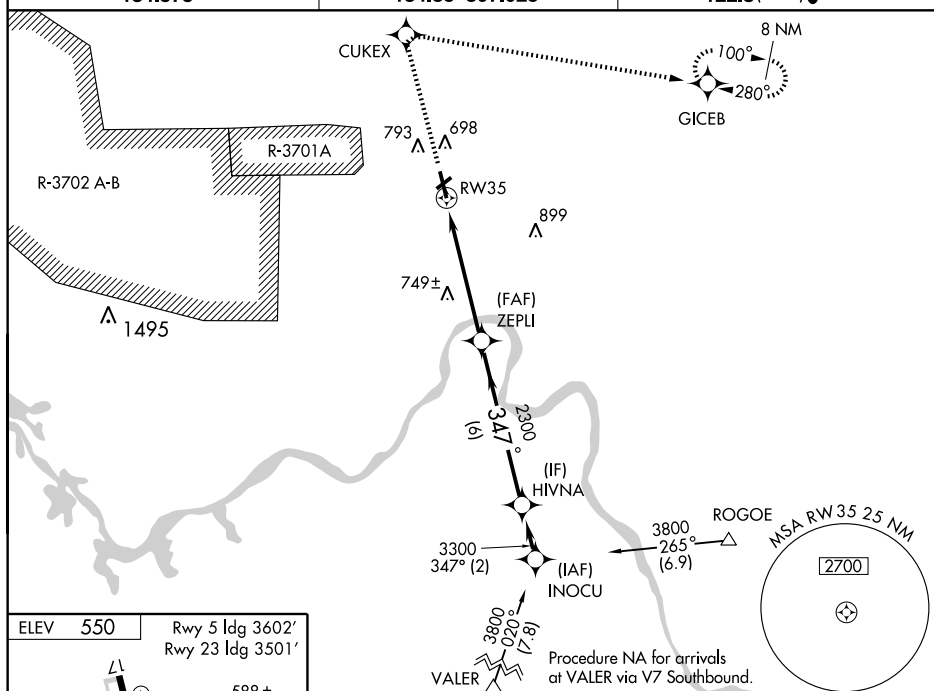 CUKEX
8 NM
100°
280°
GICEB
793
698
R-3701A
R-3702 A-B
RW35
899
749±
(FAF)
ZEPLI
1495
2300
347°
(6)
(IF)
HIVNA
ROGOE
3800
265°
(6.9)
MSA RW 35 25 NM
2700
3300
347° (2)
(IAF)
INOCU
3800
020°
(7.8)
VALER
Procedure NA for arrivals
at VALER via V7 Southbound.
ELEV 550
Rwy 5 ldg 3602'
Rwy 23 ldg 3501'
17